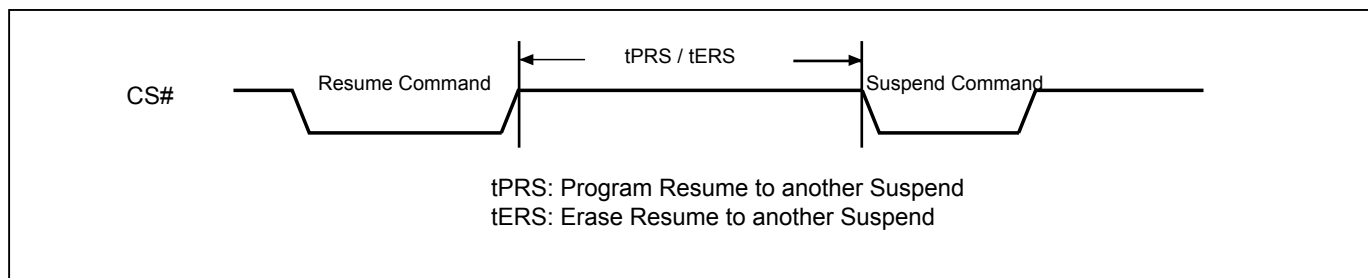 tPRS / tERS
Resume Command
Suspend Command
CS#
tPRS: Program Resume to another Suspend
tERS: Erase Resume to another Suspend